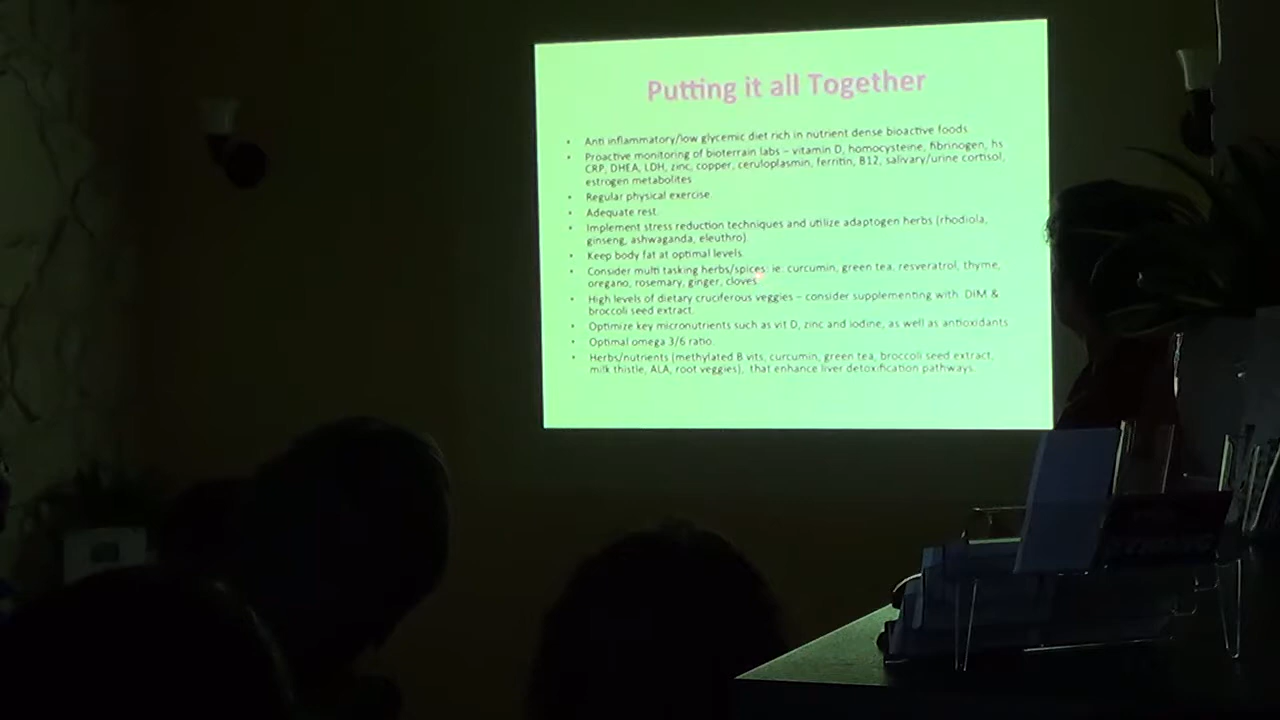 Putting it all Together
• Anti inflammatory/low glycemic diet rich in nutrient dense bioactive foods
• Proactive monitoring of bioterrain labs – vitamin D, homocysteine, fibrinogen, hs
CRP, DHEA, LDH, zinc, copper, ceruloplasmin, ferritin, B12, salivary/urine cortisol,
estrogen metabolites
• Regular physical exercise.
• Adequate rest.
• Implement stress reduction techniques and utilize adaptogen herbs (rhodiola,
ginseng, ashwaganda, eleuthro)
• Keep body fat at optimal levels
• Consider multi tasking herbs/spices: ie: curcumin, green tea, resveratrol, thyme,
oregano, rosemary, ginger, cloves
• High levels of dietary cruciferous veggies – consider supplementing with DIM &
broccoli seed extract.
• Optimize key micronutrients such as vit D, zinc and iodine, as well as antioxidants
• Optimal omega 3/6 ratio.
• Herbs/nutrients (methylated B vits, curcumin, green tea, broccoli seed extract,
milk thistle, ALA, root veggies), that enhance liver detoxification pathways.